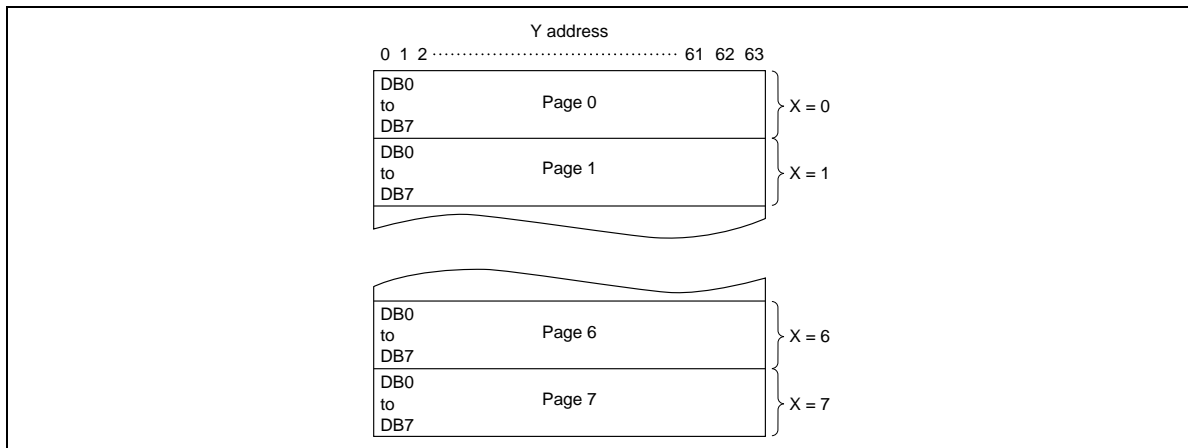 Y address
0 1 2 ........................................ 61 62 63
DB0
to
DB7
Page 0
X = 0
DB0
to
DB7
Page 1
X = 1
DB0
to
DB7
Page 6
X = 6
DB0
to
DB7
Page 7
X = 7